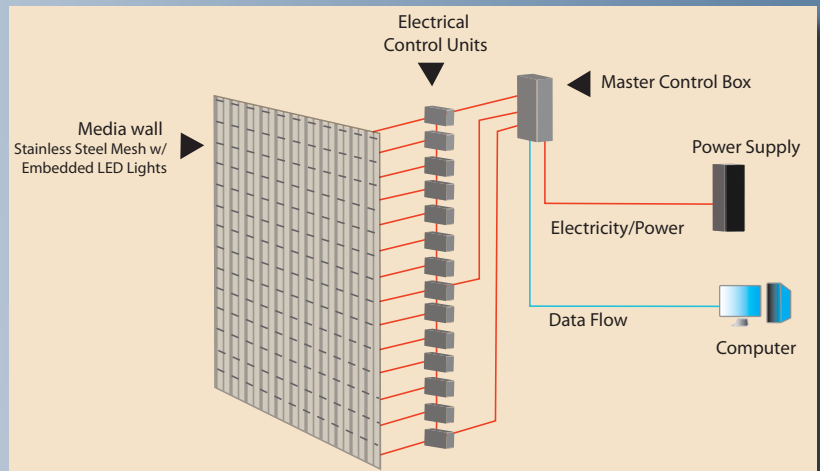 Electrical
Control Units
Master Control Box
Media wall
Stainless Steel Mesh w/
Embedded LED Lights
Power Supply
Electricity/Power
Data Flow
Computer